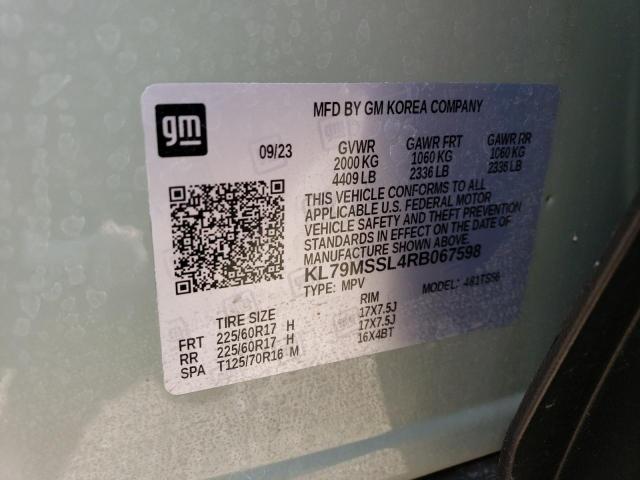 gm
MFD BY GM KOREA COMPANY
09/23
GVWR GAWR FRT GAWR RR
2000 KG 1060 KG 1060 KG
4409 LB 2336 LB 2336 LB
THIS VEHICLE CONFORMS TO ALL
APPLICABLE U.S. FEDERAL MOTOR
VEHICLE SAFETY AND THEFT PREVENTION
STANDARDS IN EFFECT ON THE DATE OF
MANUFACTURE SHOWN ABOVE.
KL79MSSL4RB067598
TYPE: MPV MODEL: 481TSS6
TIRE SIZE RIM
FRT 225/60R17 H 17X7.5J
RR 225/60R17 H 17X7.5J
SPA T125/70R16 M 16X4BT